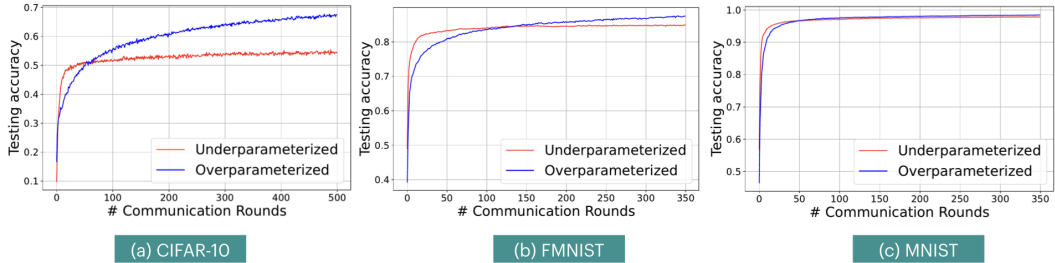 Testing accuracy
0.7
0.6
0.5
0.4
0.3
0.2
0.1
0
100
200
300
400
500
# Communication Rounds
Underparameterized
Overparameterized
(a) CIFAR-10
Testing accuracy
0.8
0.7
0.6
0.5
0.4
0
50
100
150
200
250
300
350
# Communication Rounds
Underparameterized
Overparameterized
(b) FMNIST
Testing accuracy
1.0
0.9
0.8
0.7
0.6
0.5
0
50
100
150
200
250
300
350
# Communication Rounds
Underparameterized
Overparameterized
(c) MNIST